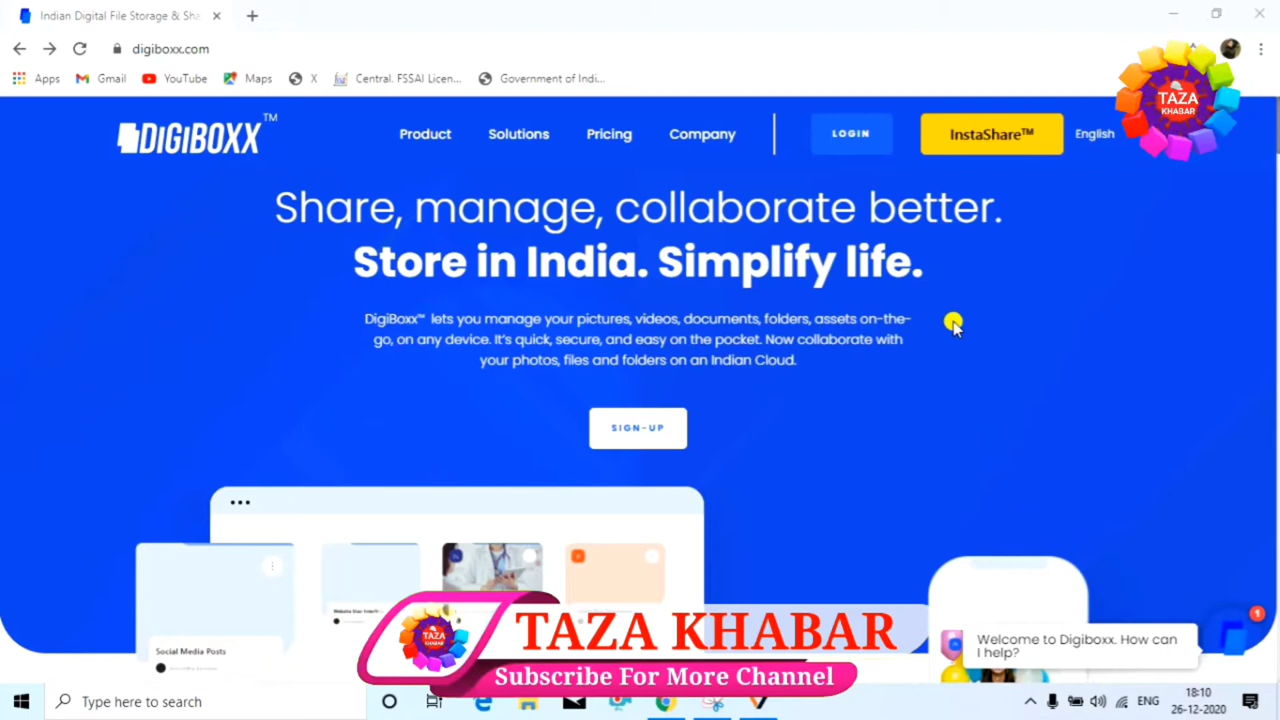 Indian Digital File Storage & Sha
digiboxx.com
Apps Gmail YouTube Maps X Central. FSSAI Licen... Government of Indi...
DIGIBOXX TM
Product Solutions Pricing Company LOGIN InstaShare™ English
TAZA
KHABAR
Share, manage, collaborate better.
Store in India. Simplify life.
DigiBoxx™ lets you manage your pictures, videos, documents, folders, assets on-the-
go, on any device. It's quick, secure, and easy on the pocket. Now collaborate with
your photos, files and folders on an Indian Cloud.
SIGN-UP
Social Media Posts
TAZA
KHABAR
TAZA KHABAR
Subscribe For More Channel
1
Welcome to Digiboxx. How can
I help?
Type here to search
ENG
18:10
26-12-2020